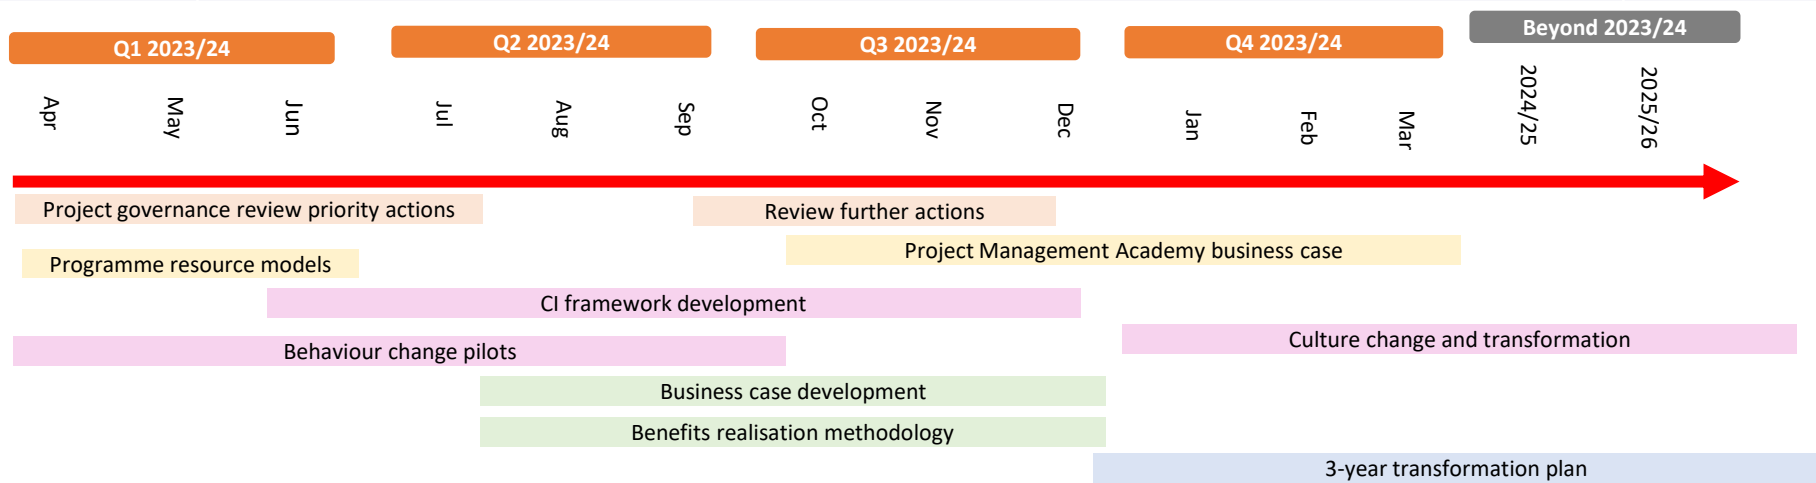 Q1 2023/24
Q2 2023/24
Q3 2023/24
Q4 2023/24
Beyond 2023/24
Apr
May
Jun
Jul
Aug
Sep
Oct
Nov
Dec
Jan
Feb
Mar
2024/25
2025/26
Project governance review priority actions
Review further actions
Programme resource models
Project Management Academy business case
CI framework development
Behaviour change pilots
Culture change and transformation
Business case development
Benefits realisation methodology
3-year transformation plan